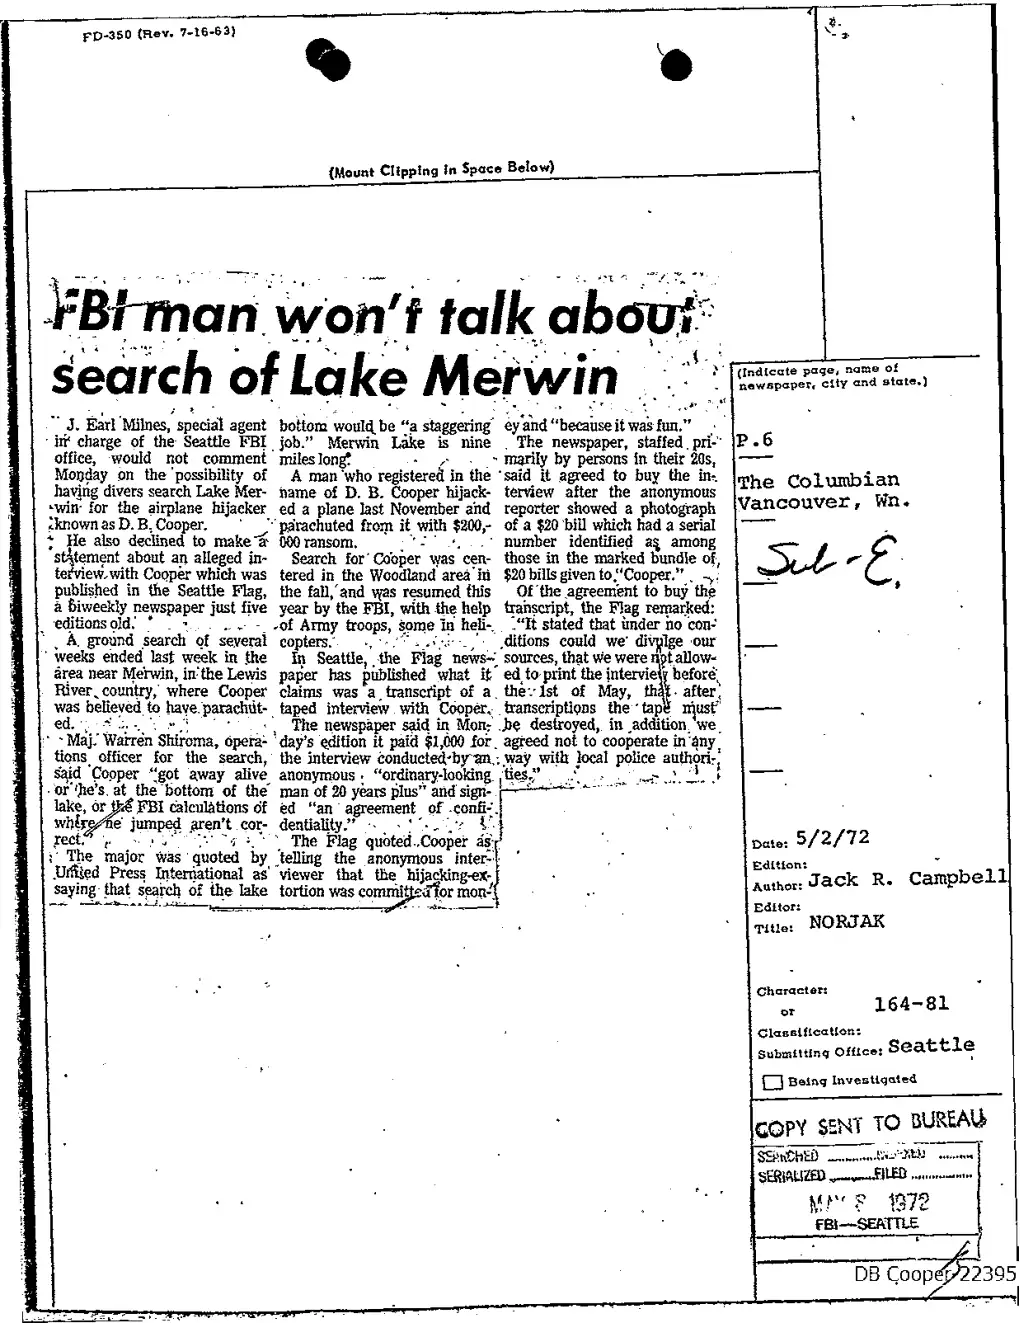 FD-350 (Rev. 7-16-63)
(Mount Clipping in Space Below)
FBI man won't talk about
search of Lake Merwin
J. Earl Milnes, special agent
in charge of the Seattle FBI
office, would not comment
Monday on the possibility of
having divers search Lake Mer-
win for the airplane hijacker
known as D. B. Cooper.
He also declined to make a
statement about an alleged in-
terview with Cooper which was
published in the Seattle Flag,
a biweekly newspaper just five
editions old.
A ground search of several
weeks ended last week in the
area near Merwin, in the Lewis
River country, where Cooper
was believed to have parachut-
ed.
Maj. Warren Shiroma, opera-
tions officer for the search,
said Cooper "got away alive
or he's at the bottom of the
lake, or the FBI calculations of
where he jumped aren't cor-
rect."
The major was quoted by
United Press International as
saying that search of the lake
bottom would be "a staggering
job." Merwin Lake is nine
miles long.
A man who registered in the
name of D. B. Cooper hijack-
ed a plane last November and
parachuted from it with $200,-
000 ransom.
Search for Cooper was cen-
tered in the Woodland area in
the fall, and was resumed this
year by the FBI, with the help
of Army troops, some in heli-
copters.
In Seattle, the Flag news-
paper has published what it
claims was a transcript of a
taped interview with Cooper.
The newspaper said in Mon-
day's edition it paid $1,000 for
the interview conducted by an
anonymous "ordinary-looking
man of 20 years plus" and sign-
ed "an agreement of confi-
dentiality."
The Flag quoted Cooper as
telling the anonymous inter-
viewer that the hijacking-ex-
tortion was committed for mon-
ey and "because it was fun."
The newspaper, staffed pri-
marily by persons in their 20s,
said it agreed to buy the in-
terview after the anonymous
reporter showed a photograph
of a $20 bill which had a serial
number identified as among
those in the marked bundle of
$20 bills given to "Cooper."
Of the agreement to buy the
transcript, the Flag remarked:
"It stated that under no con-
ditions could we divulge our
sources, that we were not allow-
ed to print the interview before
the 1st of May, that after
transcriptions the tape must
be destroyed, in addition we
agreed not to cooperate in any
way with local police authori-
ties."
(Indicate page, name of
newspaper, city and state.)
P.6
The Columbian
Vancouver, Wn.
Sub-E.
Date: 5/2/72
Edition:
Author: Jack R. Campbell
Editor:
Title: NORJAK
Character:
or 164-81
Classification:
Submitting Office: Seattle
Being Investigated
COPY SENT TO BUREAU
SEARCHED INDEXED
SERIALIZED FILED
MAY 8 1972
FBI—SEATTLE
DB Cooper-22395